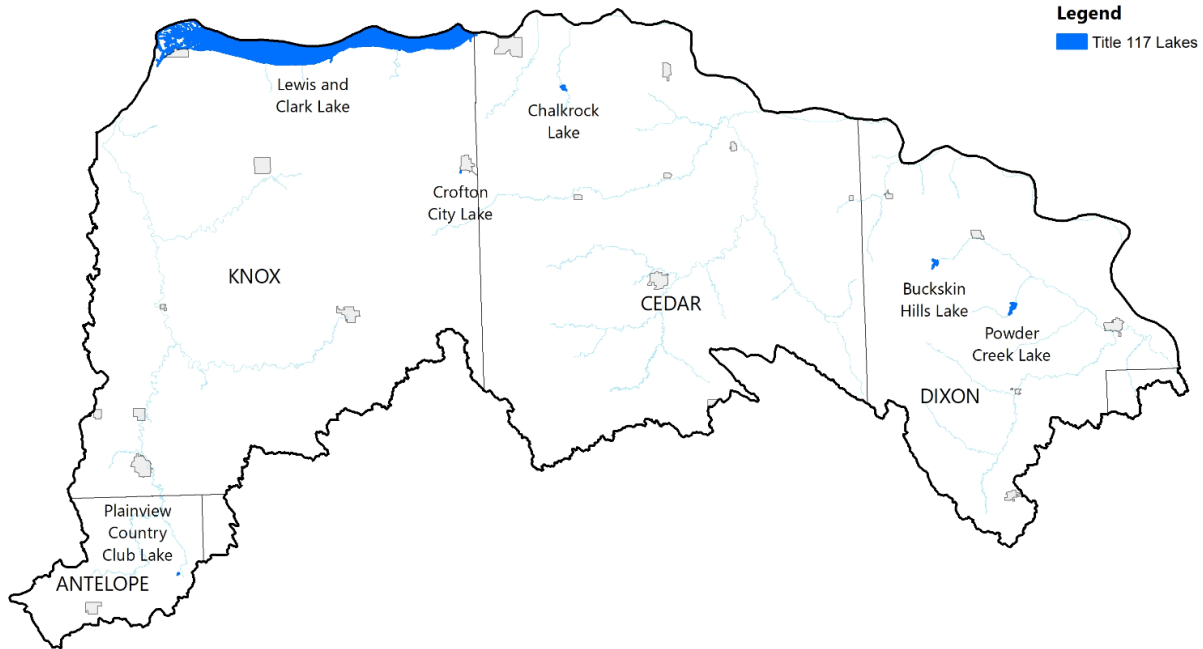 Legend
Title 117 Lakes
Lewis and
Clark Lake
Chalkrock
Lake
Crofton
City Lake
KNOX
CEDAR
Buckskin
Hills Lake
Powder
Creek Lake
DIXON
Plainview
Country
Club Lake
ANTELOPE